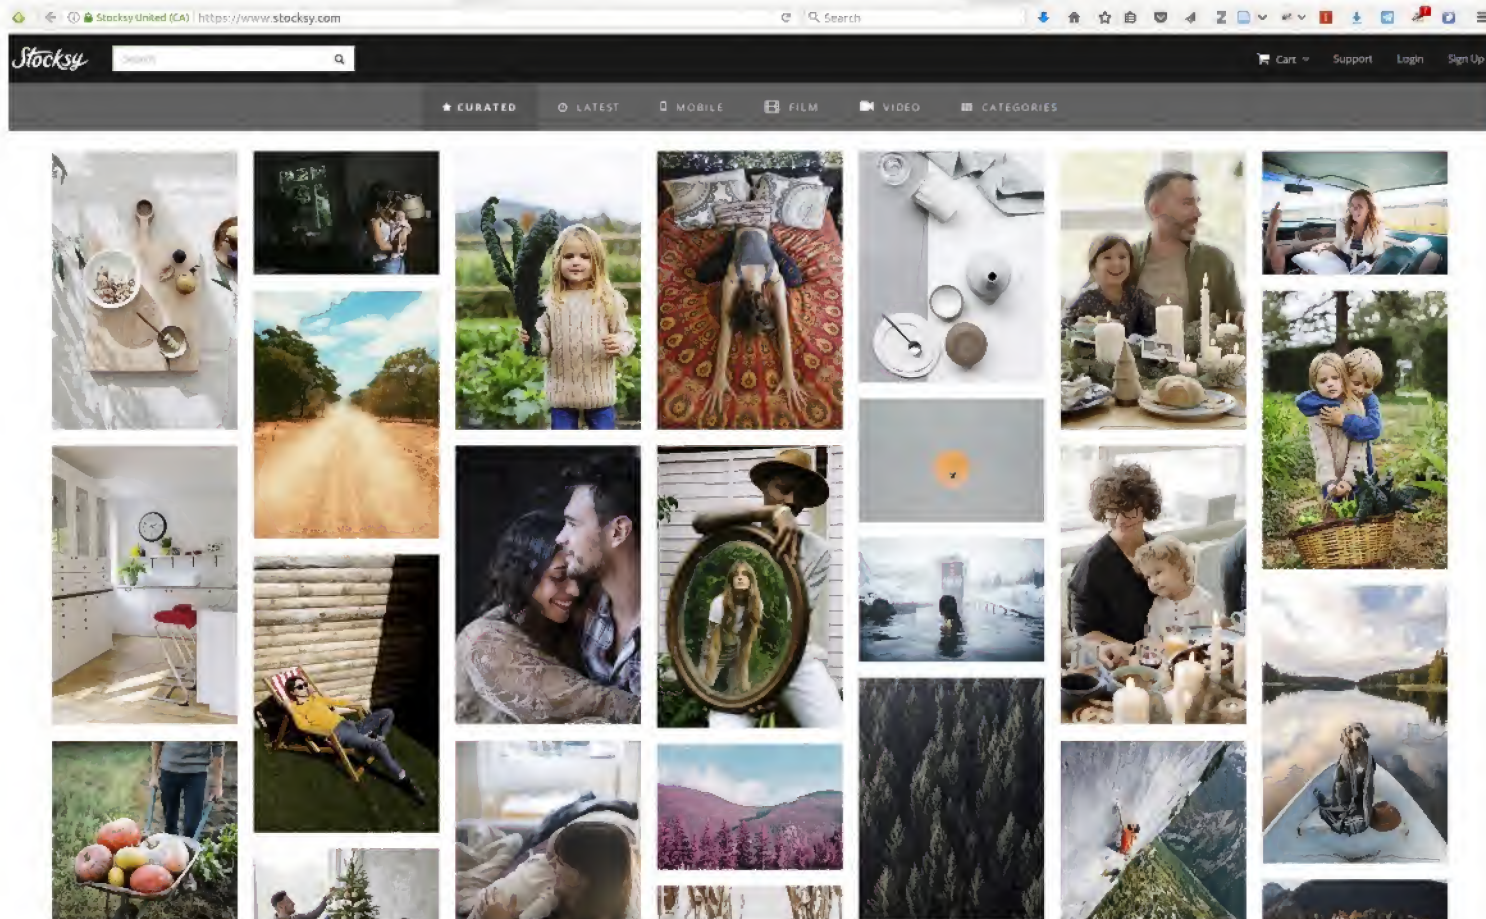 Stocksy United (CA) https://www.stocksy.com Search
Stocksy Search Cart Support Login Sign Up
CURATED LATEST MOBILE FILM VIDEO CATEGORIES